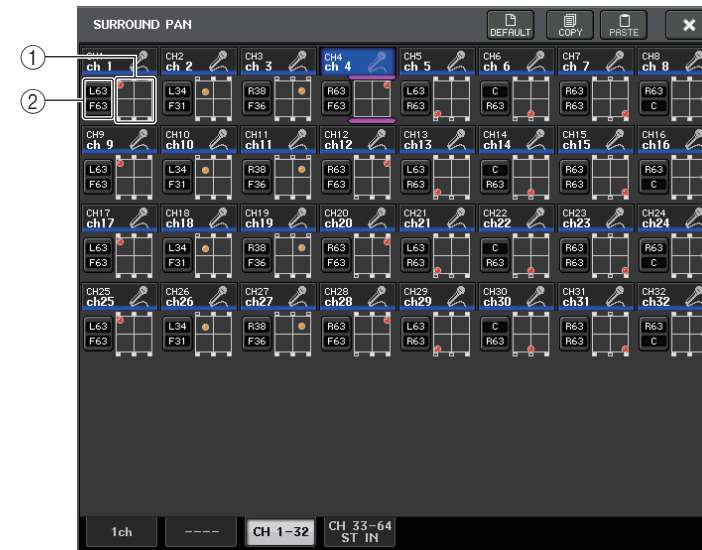 SURROUND PAN DEFAULT COPY PASTE
①
②
CH1 CH2 CH3 CH4 CH5 CH6 CH7 CH8
ch 1 ch 2 ch 3 ch 4 ch 5 ch 6 ch 7 ch 8
L63 L34 R38 R63 L63 C R63 R63
F63 F31 F36 F63 R63 R63 R63 C
CH9 CH10 CH11 CH12 CH13 CH14 CH15 CH16
ch 9 ch10 ch11 ch12 ch13 ch14 ch15 ch16
L63 L34 R38 R63 L63 C R63 R63
F63 F31 F36 F63 R63 R63 R63 C
CH17 CH18 CH19 CH20 CH21 CH22 CH23 CH24
ch17 ch18 ch19 ch20 ch21 ch22 ch23 ch24
L63 L34 R38 R63 L63 C R63 R63
F63 F31 F36 F63 R63 R63 R63 C
CH25 CH26 CH27 CH28 CH29 CH30 CH31 CH32
ch25 ch26 ch27 ch28 ch29 ch30 ch31 ch32
L63 L34 R38 R63 L63 C R63 R63
F63 F31 F36 F63 R63 R63 R63 C
1ch ---- CH 1-32 CH 33-64
ST IN